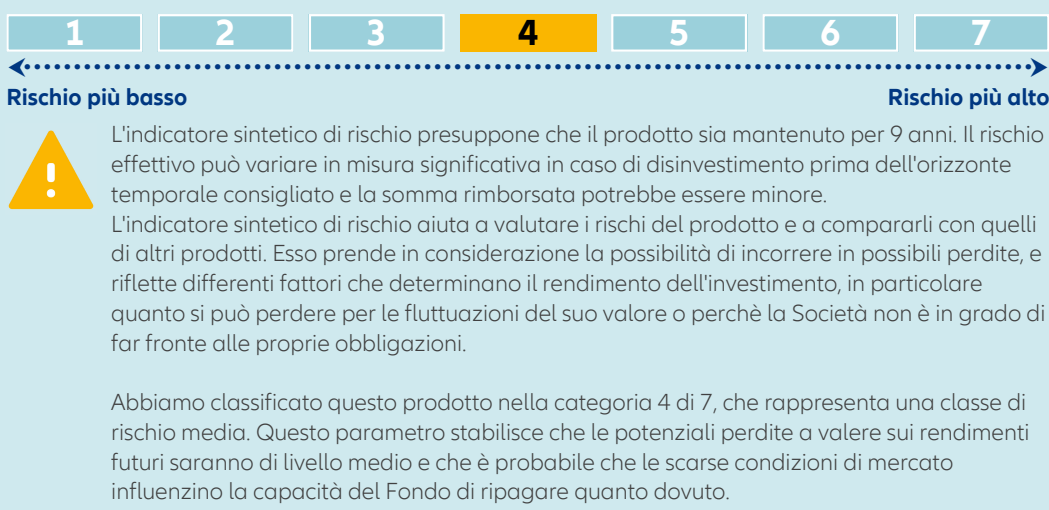 1 2 3 4 5 6 7
Rischio più basso Rischio più alto
L'indicatore sintetico di rischio presuppone che il prodotto sia mantenuto per 9 anni. Il rischio
effettivo può variare in misura significativa in caso di disinvestimento prima dell'orizzonte
temporale consigliato e la somma rimborsata potrebbe essere minore.
L'indicatore sintetico di rischio aiuta a valutare i rischi del prodotto e a compararli con quelli
di altri prodotti. Esso prende in considerazione la possibilità di incorrere in possibili perdite, e
riflette differenti fattori che determinano il rendimento dell'investimento, in particolare
quanto si può perdere per le fluttuazioni del suo valore o perchè la Società non è in grado di
far fronte alle proprie obbligazioni.
Abbiamo classificato questo prodotto nella categoria 4 di 7, che rappresenta una classe di
rischio media. Questo parametro stabilisce che le potenziali perdite a valere sui rendimenti
futuri saranno di livello medio e che è probabile che le scarse condizioni di mercato
influenzino la capacità del Fondo di ripagare quanto dovuto.